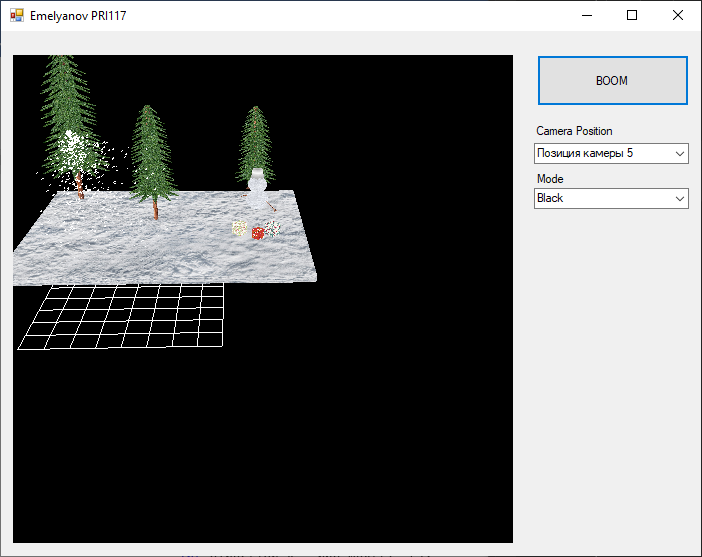 Emelyanov PRI117
BOOM
Camera Position
Позиция камеры 5
Mode
Black